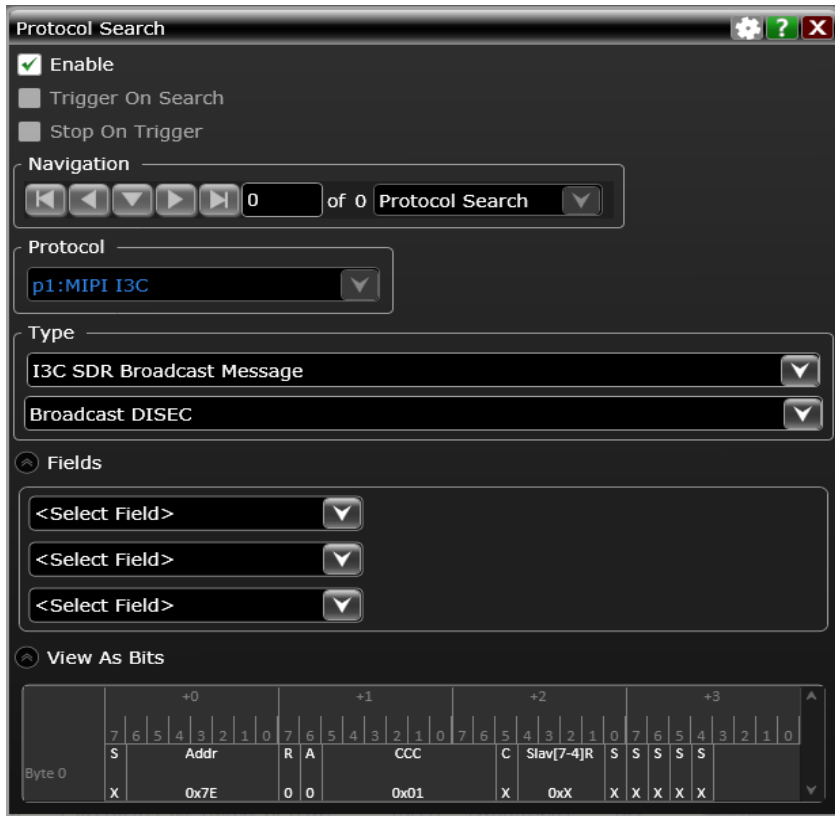 Protocol Search ?
Enable
Trigger On Search
Stop On Trigger
Navigation
0 of 0 Protocol Search
Protocol
p1:MIPI I3C
Type
I3C SDR Broadcast Message
Broadcast DISEC
Fields
<Select Field>
<Select Field>
<Select Field>
View As Bits
+0 +1 +2 +3
7 6 5 4 3 2 1 0 7 6 5 4 3 2 1 0 7 6 5 4 3 2 1 0 7 6 5 4 3 2 1 0
S Addr R A CCC C Slav[7-4]R S S S S S
Byte 0
X 0x7E 0 0 0x01 X 0xX X X X X X